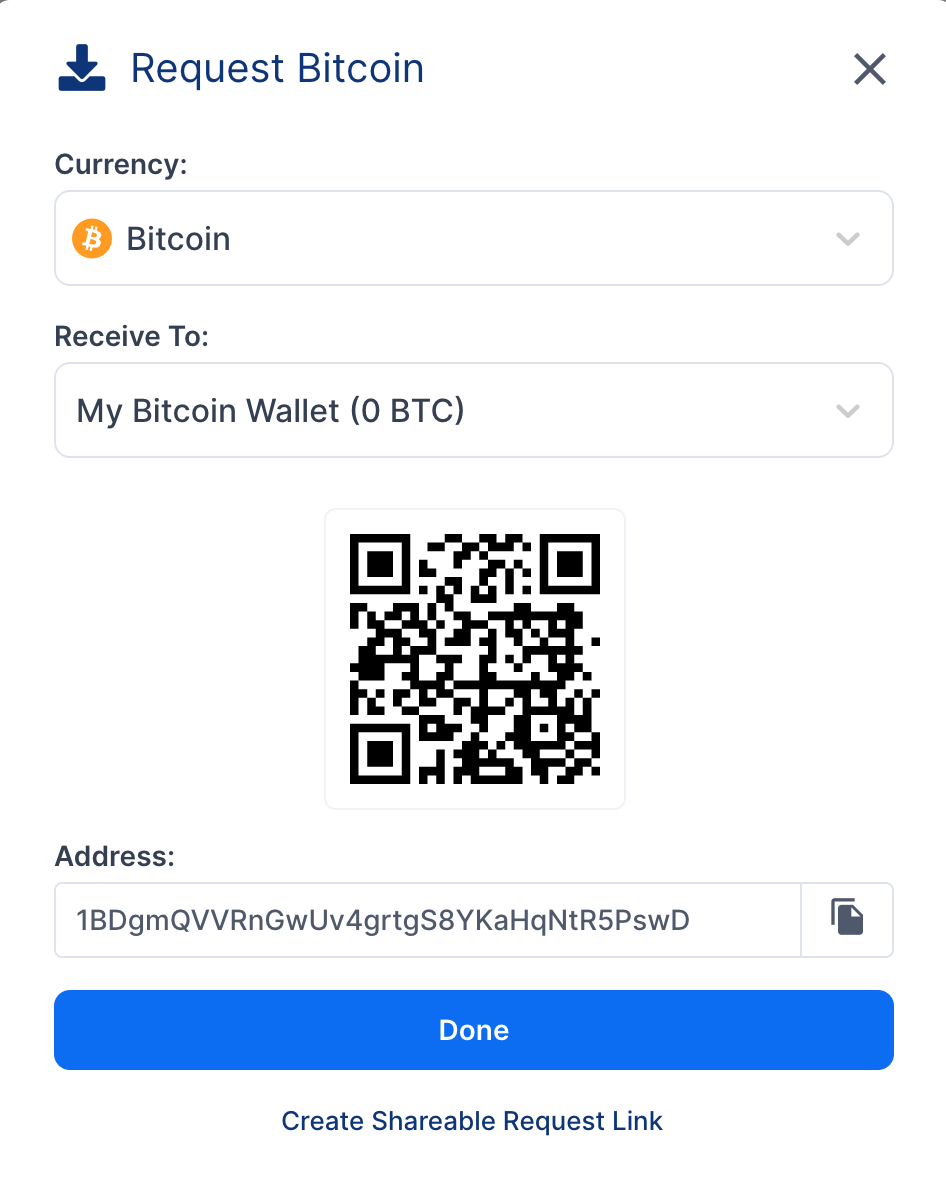 Request Bitcoin
Currency:
Bitcoin
Receive To:
My Bitcoin Wallet (0 BTC)
Address:
1BDgmQVVRnGwUv4grtgS8YKaHqNtR5PswD
Done
Create Shareable Request Link